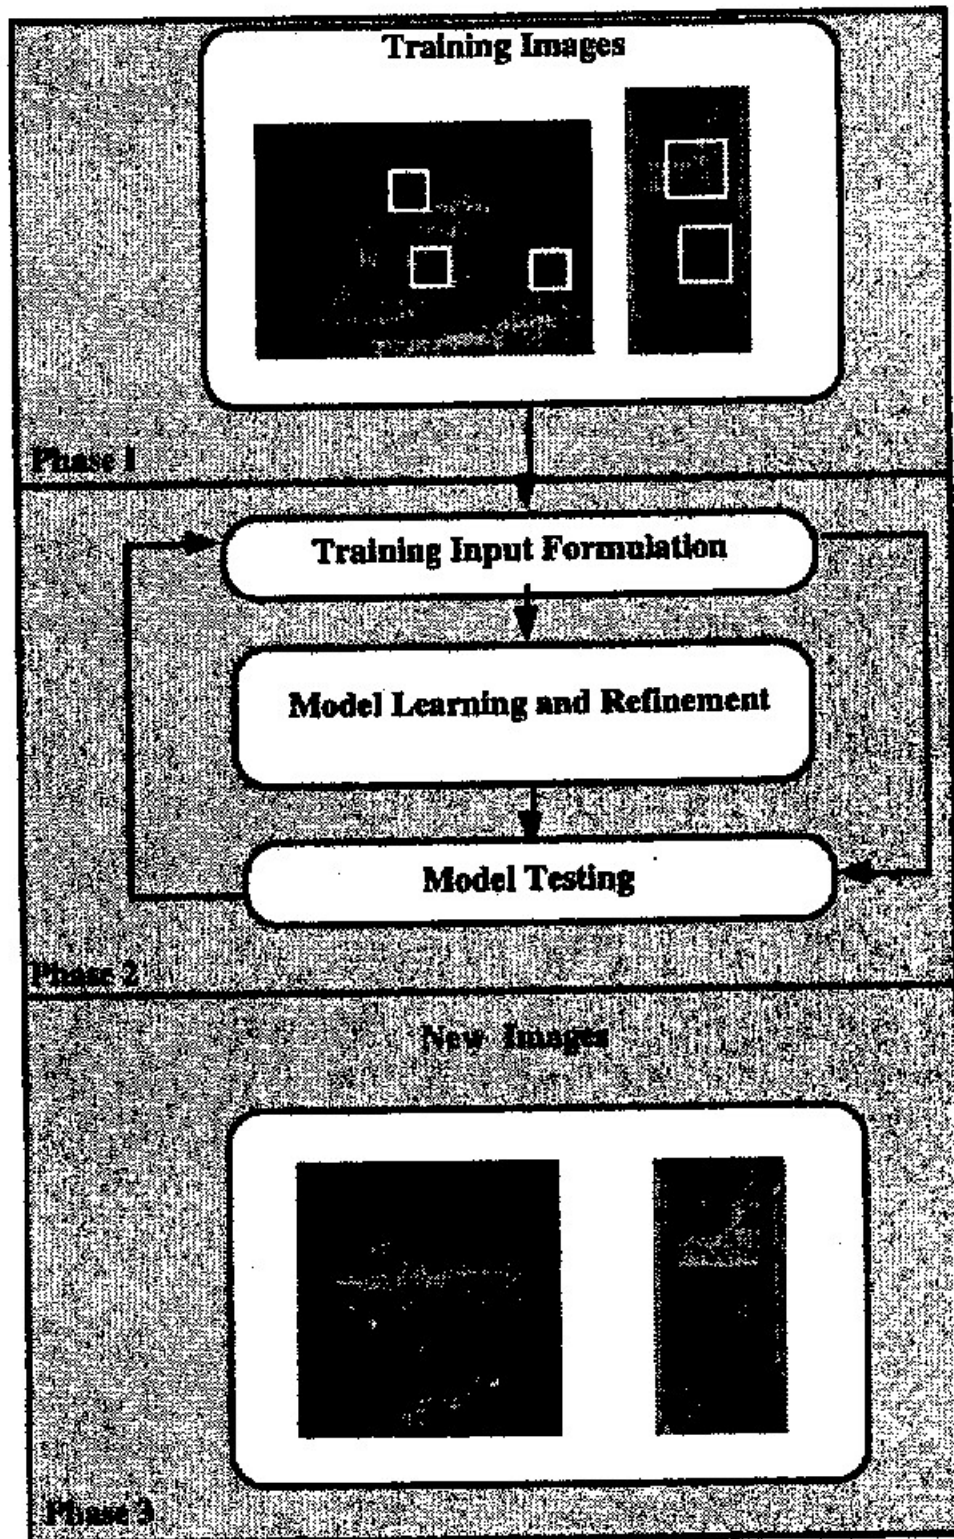 Training Images
Phase 1
Training Input Formulation
Model Learning and Refinement
Model Testing
Phase 2
New Images
Phase 3